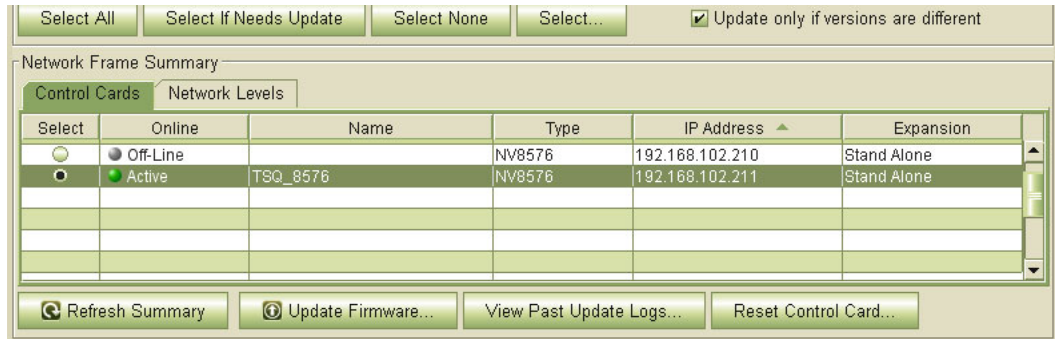 Select All Select If Needs Update Select None Select... Update only if versions are different
Network Frame Summary
Control Cards Network Levels
Select Online Name Type IP Address Expansion
Off-Line NV8576 192.168.102.210 Stand Alone
Active TSQ_8576 NV8576 192.168.102.211 Stand Alone
Refresh Summary Update Firmware... View Past Update Logs... Reset Control Card...